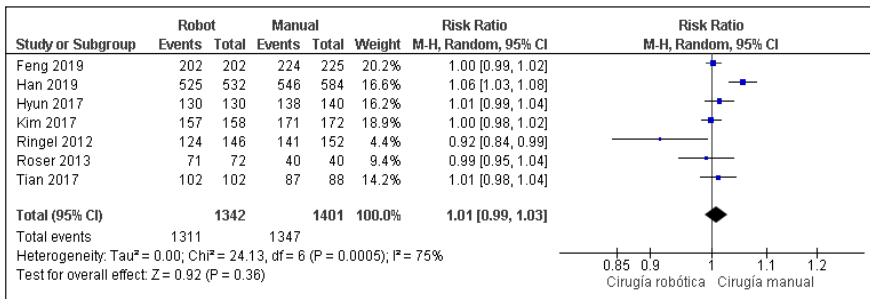 Robot Manual Risk Ratio Risk Ratio
Study or Subgroup Events Total Events Total Weight M-H, Random, 95% CI M-H, Random, 95% CI
Feng 2019 202 202 224 225 20.2% 1.00 [0.99, 1.02]
Han 2019 525 532 546 584 16.6% 1.06 [1.03, 1.08]
Hyun 2017 130 130 138 140 16.2% 1.01 [0.99, 1.04]
Kim 2017 157 158 171 172 18.9% 1.00 [0.98, 1.02]
Ringel 2012 124 146 141 152 4.4% 0.92 [0.84, 0.99]
Roser 2013 71 72 40 40 9.4% 0.99 [0.95, 1.04]
Tian 2017 102 102 87 88 14.2% 1.01 [0.98, 1.04]
Total (95% CI) 1342 1401 100.0% 1.01 [0.99, 1.03]
Total events 1311 1347
Heterogeneity: Tau² = 0.00; Chi² = 24.13, df = 6 (P = 0.0005); I² = 75%
Test for overall effect: Z = 0.92 (P = 0.36)
0.85 0.9 1 1.1 1.2
Cirugía robótica Cirugía manual